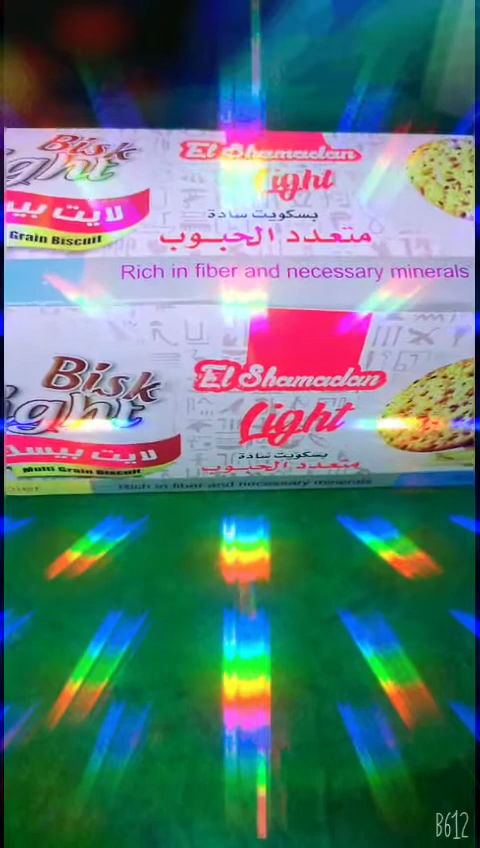 Bisk
ight
لايت بي
Grain Biscuit
El Shamadan
Light
بسكويت سادة
متعدد الحبوب
Rich in fiber and necessary minerals
Bisk
ight
لايت بيسك
Multi Grain Biscuit
El Shamadan
Light
بسكويت سادة
متعدد الحبوب
Rich in fiber and necessary minerals
B612